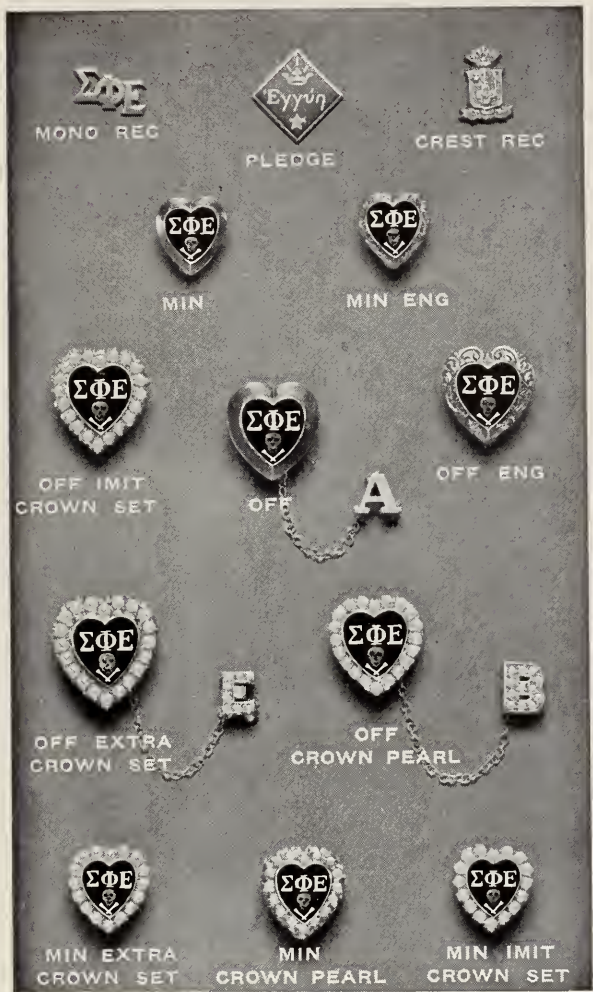 ΣΦΕ
MONO REC
Ἐγγύη
PLEDGE
CREST REC
ΣΦΕ
MIN
ΣΦΕ
MIN ENG
ΣΦΕ
OFF IMIT
CROWN SET
ΣΦΕ
OFF
A
ΣΦΕ
OFF ENG
ΣΦΕ
E
OFF EXTRA
CROWN SET
ΣΦΕ
B
OFF
CROWN PEARL
ΣΦΕ
MIN EXTRA
CROWN SET
ΣΦΕ
MIN
CROWN PEARL
ΣΦΕ
MIN IMIT
CROWN SET